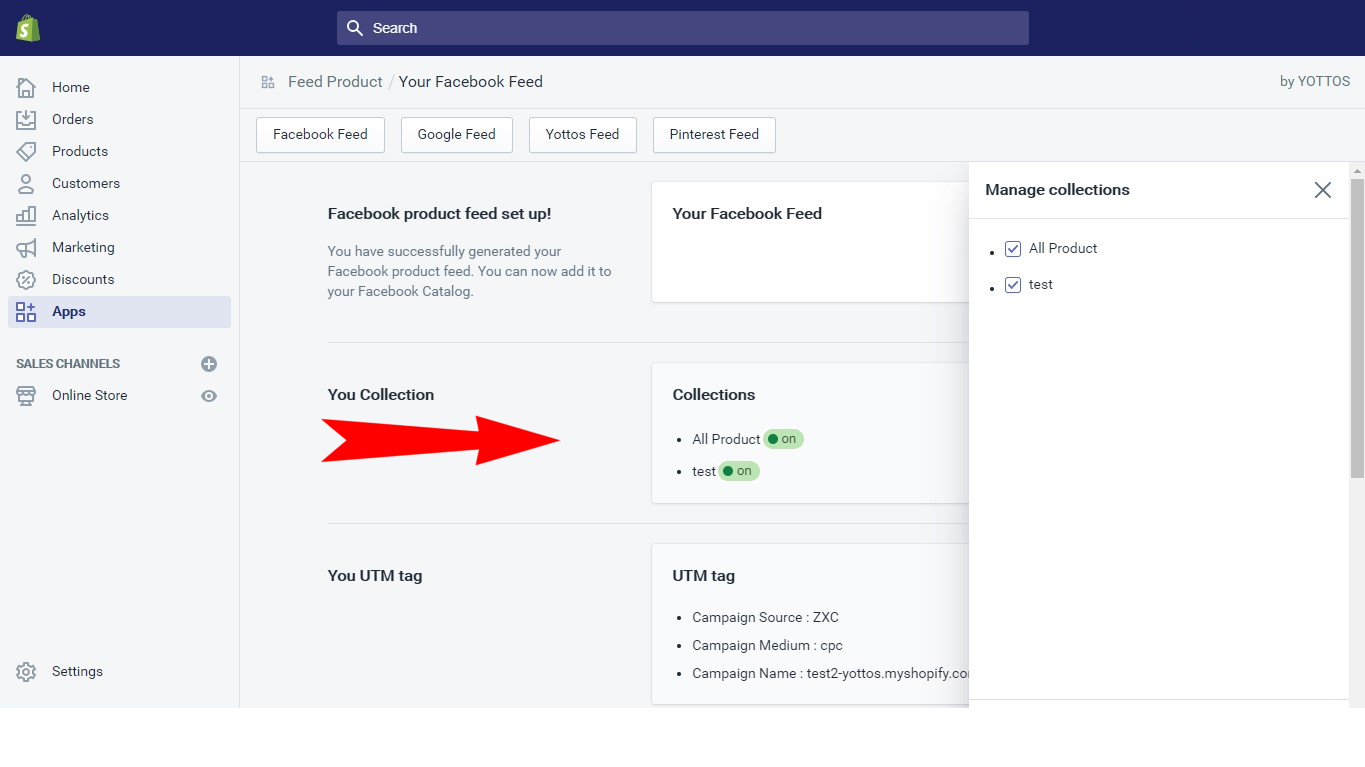 Search
Home
Orders
Products
Customers
Analytics
Marketing
Discounts
Apps
SALES CHANNELS
Online Store
Settings
Feed Product / Your Facebook Feed
by YOTTOS
Facebook Feed
Google Feed
Yottos Feed
Pinterest Feed
Facebook product feed set up!
You have successfully generated your
Facebook product feed. You can now add it to
your Facebook Catalog.
Your Facebook Feed
You Collection
Collections
• All Product on
• test on
You UTM tag
UTM tag
• Campaign Source : ZXC
• Campaign Medium : cpc
• Campaign Name : test2-yottos.myshopify.co
Manage collections
• All Product
• test